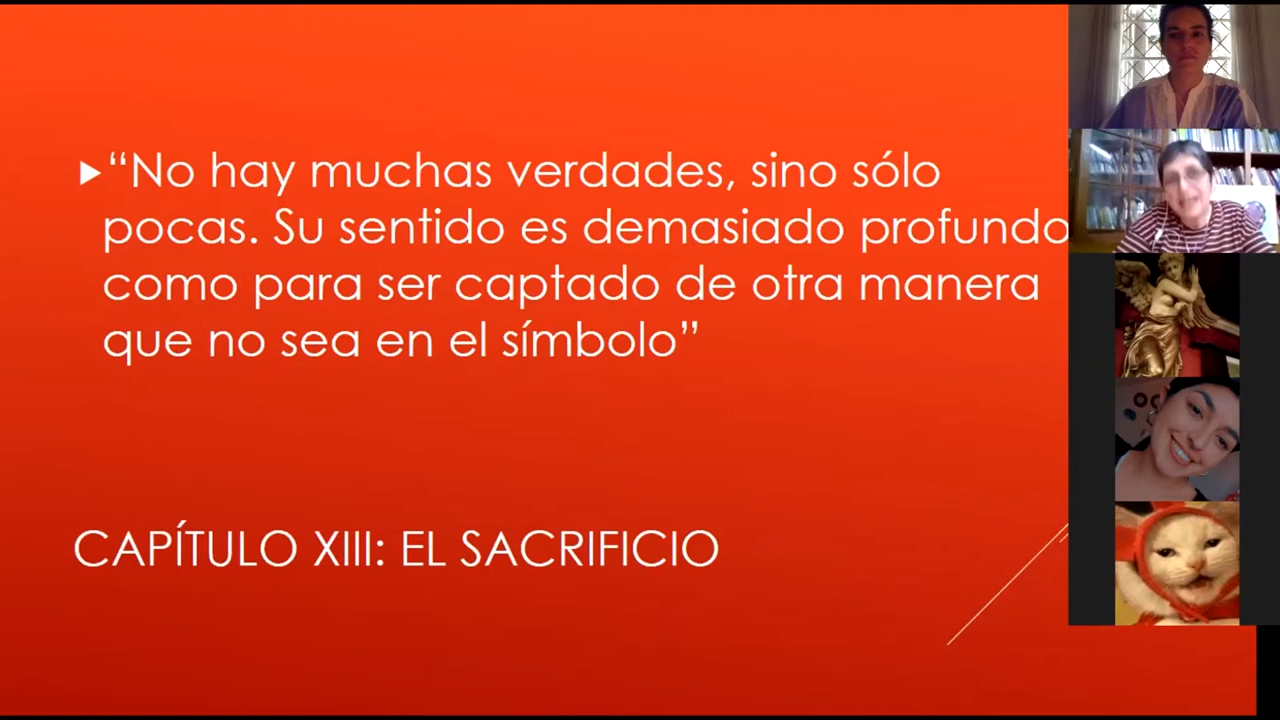 “No hay muchas verdades, sino sólo
pocas. Su sentido es demasiado profundo
como para ser captado de otra manera
que no sea en el símbolo”
CAPÍTULO XIII: EL SACRIFICIO